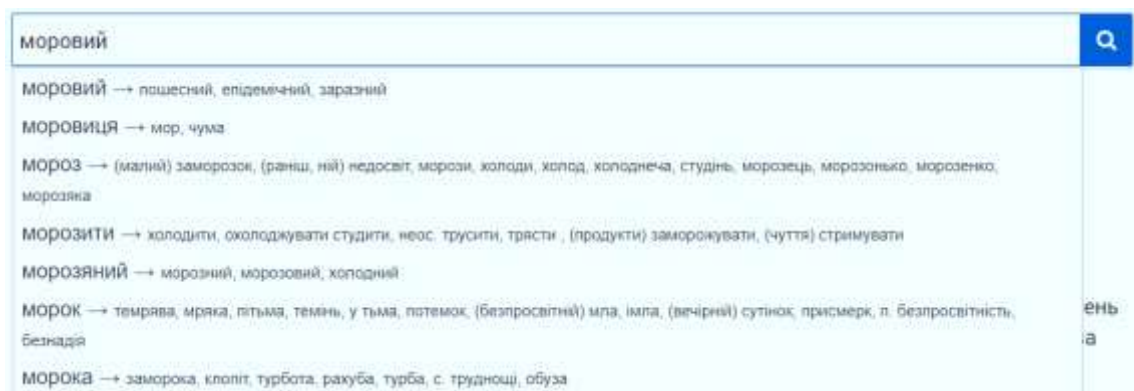 моровий
моровий → пошесний, епідемічний, заразний
моровиця → мор, чума
мороз → (малий) заморозок, (раніш, ній) недосвіт, морози, холоди, холод, холоднеча, студінь, морозець, морозонько, морозенко,
морозяка
морозити → холодити, охолоджувати студити, неос. трусити, трясти , (продукти) заморожувати, (чуття) стримувати
морозяний → морозний, морозовий, холодний
морок → темрява, мряка, пітьма, темінь, у тьма, потемок, (безпросвітній) мла, імла, (вечірній) сутінок, присмерк, п. безпросвітність,
ень
безнадія
а
морока → заморока, клопіт, турбота, рахуба, турба, с. труднощі, обуза